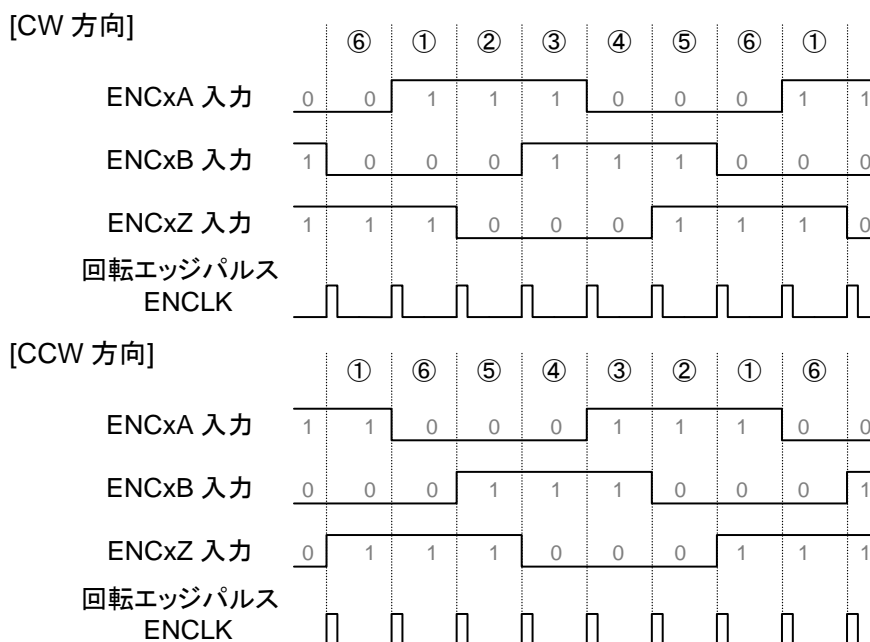 [CW 方向]
⑥ ① ② ③ ④ ⑤ ⑥ ①
ENCxA 入力 0 0 1 1 1 0 0 0 1 1
ENCxB 入力 1 0 0 0 1 1 1 0 0 0
ENCxZ 入力 1 1 1 0 0 0 1 1 1 0
回転エッジパルス
ENCLK
[CCW 方向]
① ⑥ ⑤ ④ ③ ② ① ⑥
ENCxA 入力 1 1 0 0 0 1 1 1 0 0
ENCxB 入力 0 0 0 1 1 1 0 0 0 1
ENCxZ 入力 0 1 1 1 0 0 0 1 1 1
回転エッジパルス
ENCLK